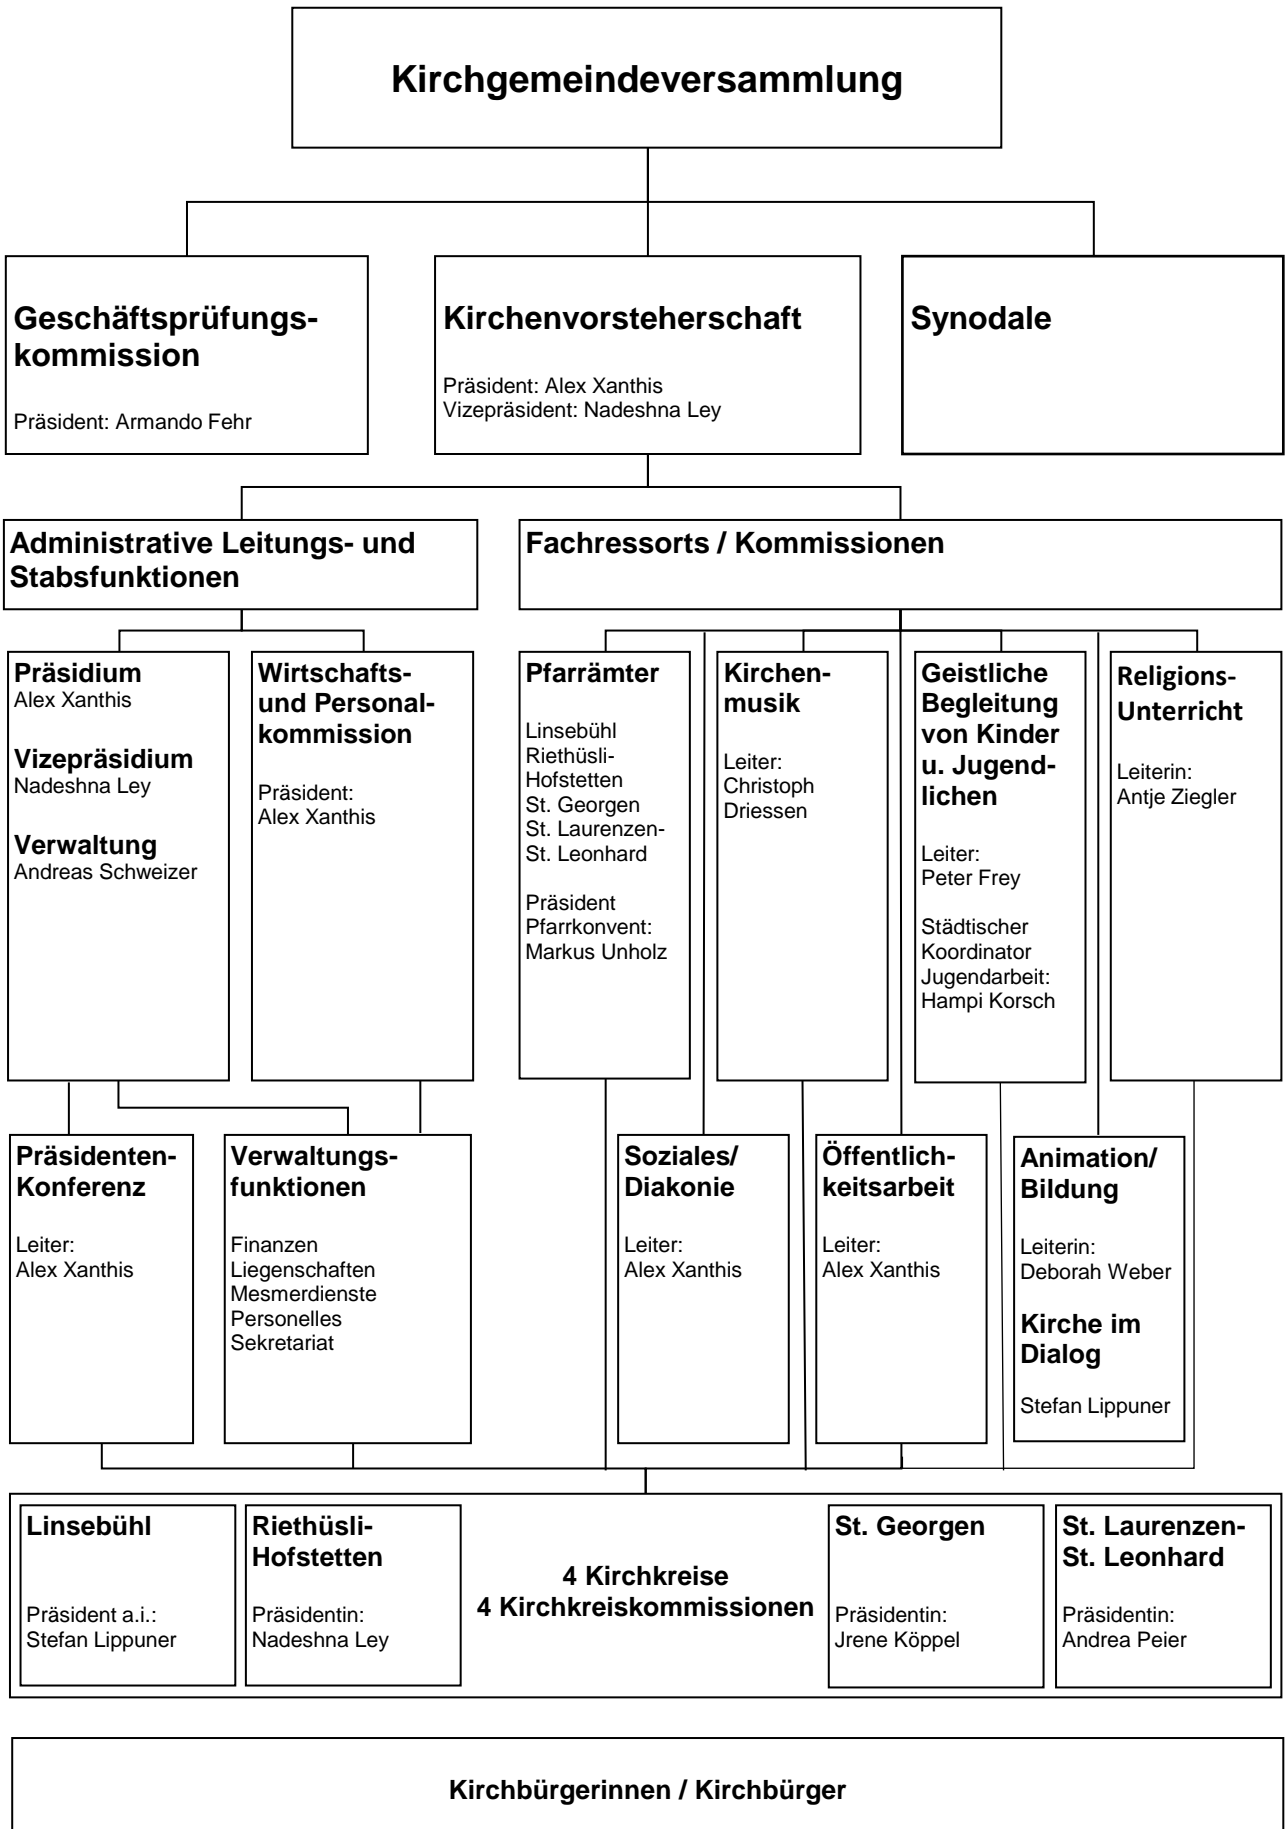 Kirchgemeindeversammlung
Geschäftsprüfungs-
kommission
Präsident: Armando Fehr
Kirchenvorsteherschaft
Präsident: Alex Xanthis
Vizepräsident: Nadeshna Ley
Synodale
Administrative Leitungs- und
Stabsfunktionen
Fachressorts / Kommissionen
Präsidium
Alex Xanthis
Vizepräsidium
Nadeshna Ley
Verwaltung
Andreas Schweizer
Wirtschafts-
und Personal-
kommission
Präsident:
Alex Xanthis
Pfarrämter
Linsebühl
Riethüsli-
Hofstetten
St. Georgen
St. Laurenzen-
St. Leonhard
Präsident
Pfarrkonvent:
Markus Unholz
Kirchen-
musik
Leiter:
Christoph
Driessen
Geistliche
Begleitung
von Kinder
u. Jugend-
lichen
Leiter:
Peter Frey
Städtischer
Koordinator
Jugendarbeit:
Hampi Korsch
Religions-
Unterricht
Leiterin:
Antje Ziegler
Präsidenten-
Konferenz
Leiter:
Alex Xanthis
Verwaltungs-
funktionen
Finanzen
Liegenschaften
Mesmerdienste
Personelles
Sekretariat
Soziales/
Diakonie
Leiter:
Alex Xanthis
Öffentlich-
keitsarbeit
Leiter:
Alex Xanthis
Animation/
Bildung
Leiterin:
Deborah Weber
Kirche im
Dialog
Stefan Lippuner
Linsebühl
Präsident a.i.:
Stefan Lippuner
Riethüsli-
Hofstetten
Präsidentin:
Nadeshna Ley
4 Kirchkreise
4 Kirchkreiskommissionen
St. Georgen
Präsidentin:
Jrene Köppel
St. Laurenzen-
St. Leonhard
Präsidentin:
Andrea Peier
Kirchbürgerinnen / Kirchbürger